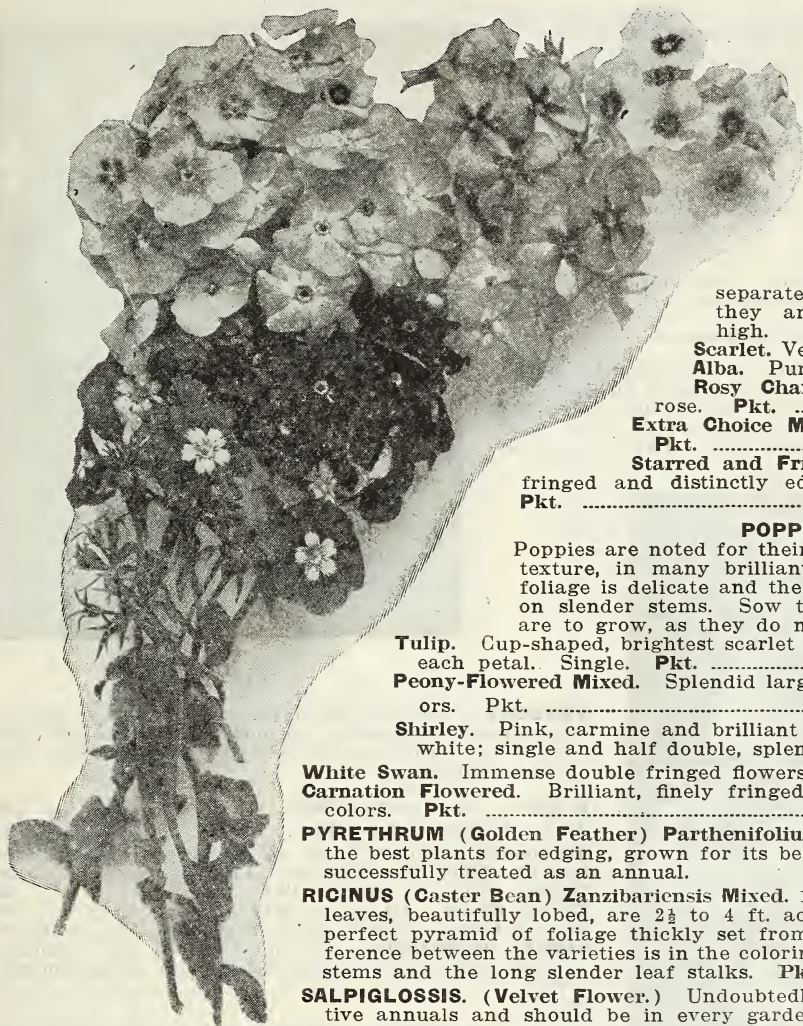 separate
they ar
high.
Scarlet. Ve
Alba. Pur
Rosy Cha
rose. Pkt. ..
Extra Choice M
Pkt. ..........
Starred and Fri
fringed and distinctly ed
Pkt. ..........
POPP
Poppies are noted for their
texture, in many brilliant
foliage is delicate and the
on slender stems. Sow t
are to grow, as they do n
Tulip. Cup-shaped, brightest scarlet
each petal. Single. Pkt. ..........
Peony-Flowered Mixed. Splendid larg
ors. Pkt. ..........
Shirley. Pink, carmine and brilliant
white; single and half double, splen
White Swan. Immense double fringed flowers
Carnation Flowered. Brilliant, finely fringed
colors. Pkt. ..........
PYRETHRUM (Golden Feather) Parthenifoliu
the best plants for edging, grown for its be
successfully treated as an annual.
RICINUS (Caster Bean) Zanzibariensis Mixed.
leaves, beautifully lobed, are 2½ to 4 ft. ac
perfect pyramid of foliage thickly set from
ference between the varieties is in the colorin
stems and the long slender leaf stalks. Pk
SALPIGLOSSIS. (Velvet Flower.) Undoubtedl
tive annuals and should be in every garde